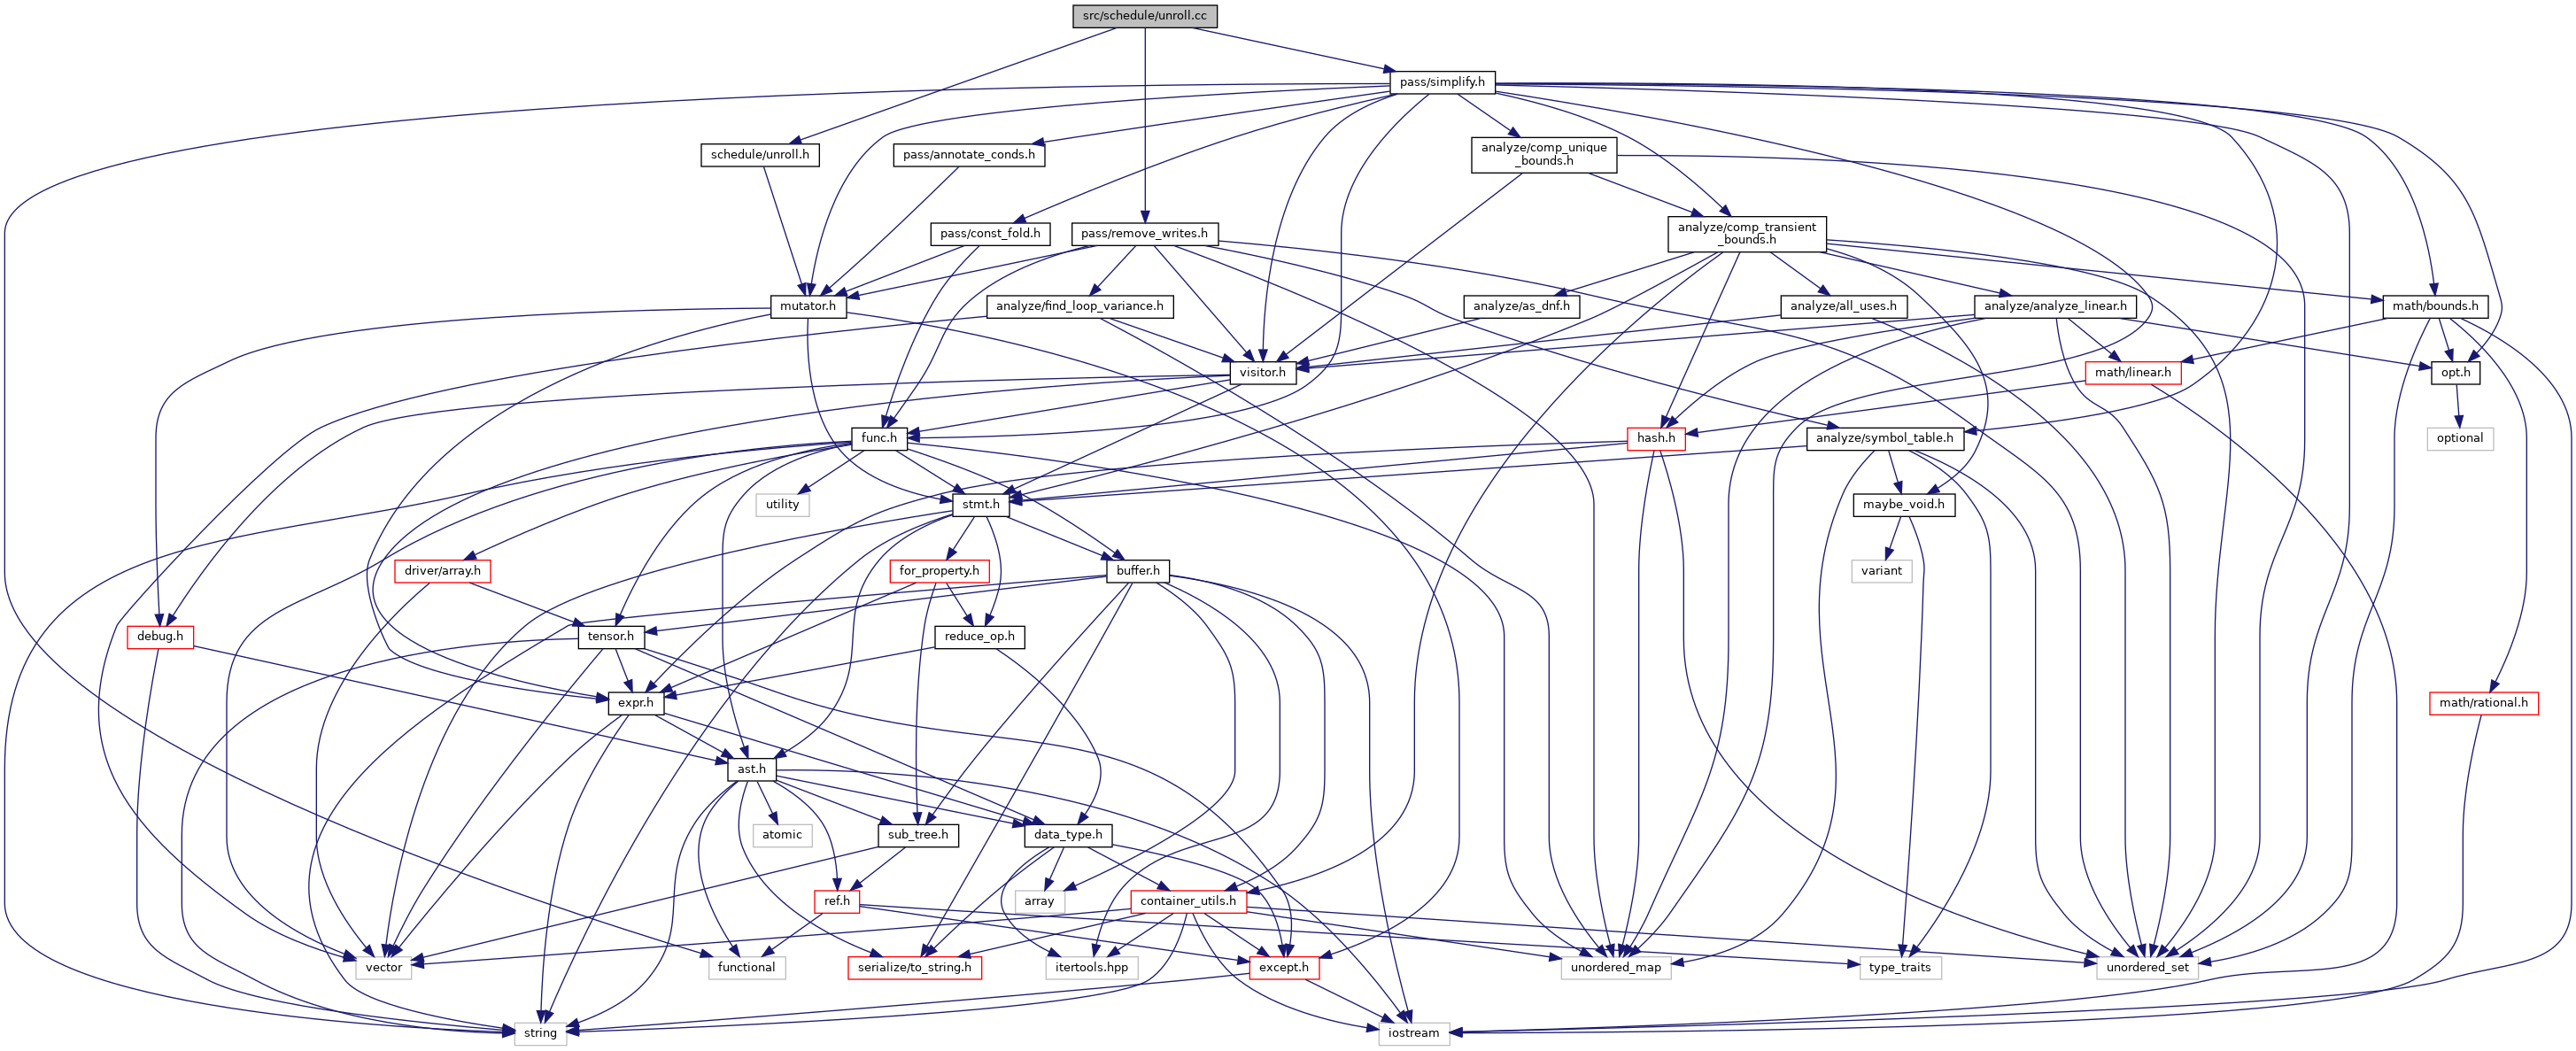 src/schedule/unroll.cc
pass/simplify.h
schedule/unroll.h
pass/annotate_conds.h
analyze/comp_unique
_bounds.h
pass/const_fold.h
pass/remove_writes.h
analyze/comp_transient
_bounds.h
mutator.h
analyze/find_loop_variance.h
analyze/as_dnf.h
analyze/all_uses.h
analyze/analyze_linear.h
math/bounds.h
visitor.h
math/linear.h
opt.h
func.h
hash.h
analyze/symbol_table.h
optional
utility
stmt.h
maybe_void.h
driver/array.h
for_property.h
buffer.h
variant
debug.h
tensor.h
reduce_op.h
expr.h
math/rational.h
ast.h
atomic
sub_tree.h
data_type.h
ref.h
array
container_utils.h
vector
functional
serialize/to_string.h
itertools.hpp
except.h
unordered_map
type_traits
unordered_set
string
iostream